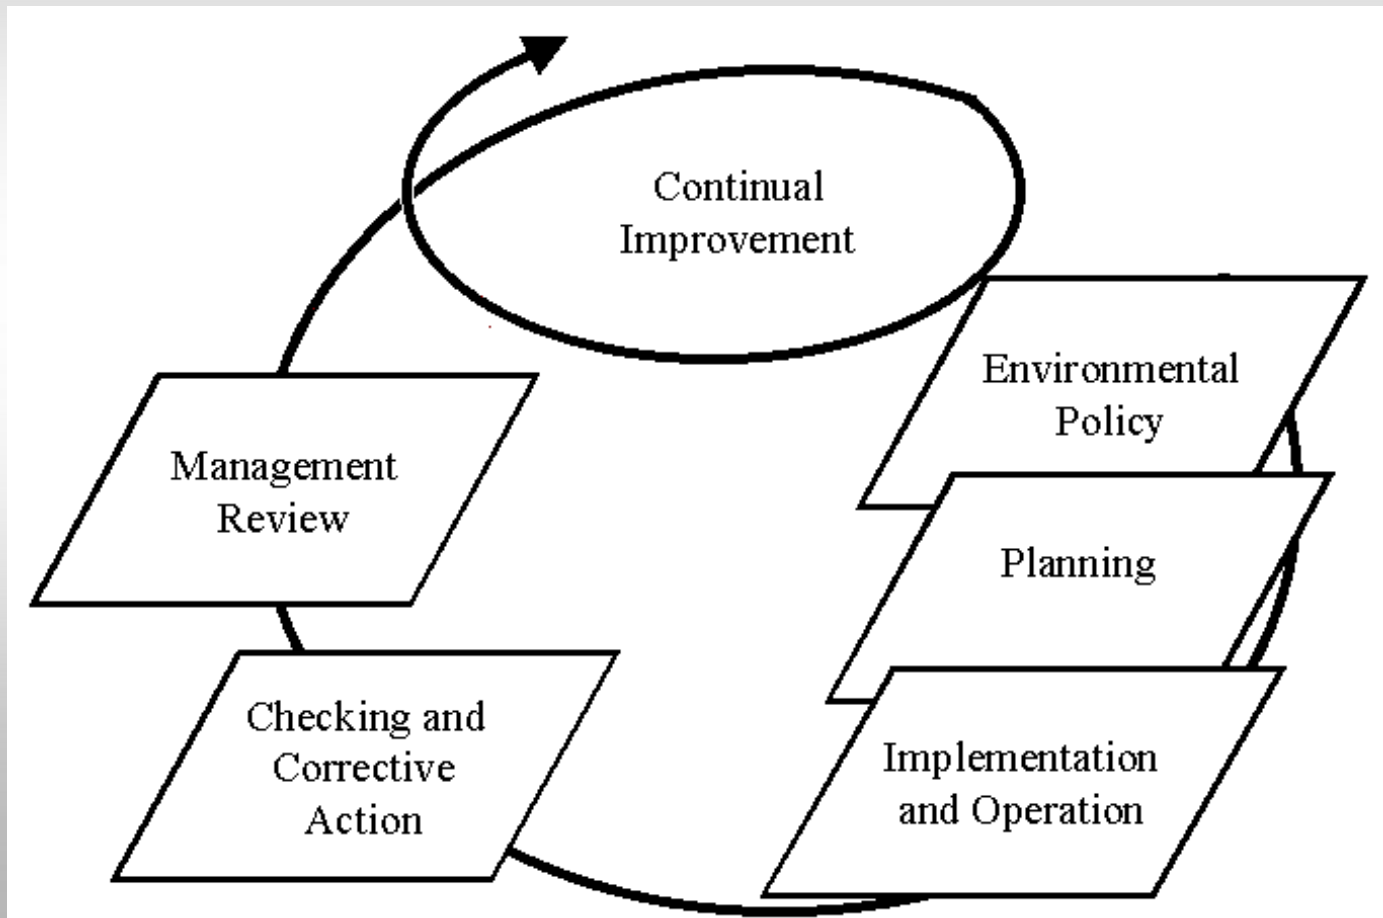 Continual
Improvement
Environmental
Policy
Planning
Implementation
and Operation
Checking and
Corrective
Action
Management
Review